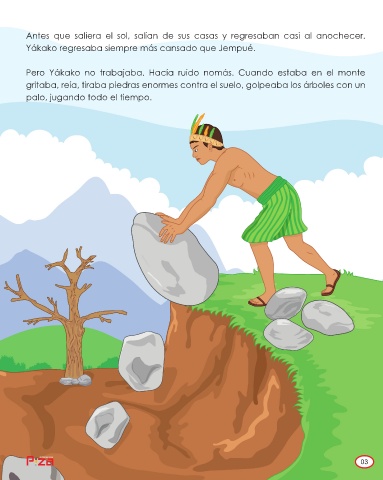 Antes que saliera el sol, salían de sus casas y regresaban casi al anochecer.
Yákako regresaba siempre más cansado que Jempué.
Pero Yákako no trabajaba. Hacía ruido nomás. Cuando estaba en el monte
gritaba, reía, tiraba piedras enormes contra el suelo, golpeaba los árboles con un
palo, jugando todo el tiempo.
03